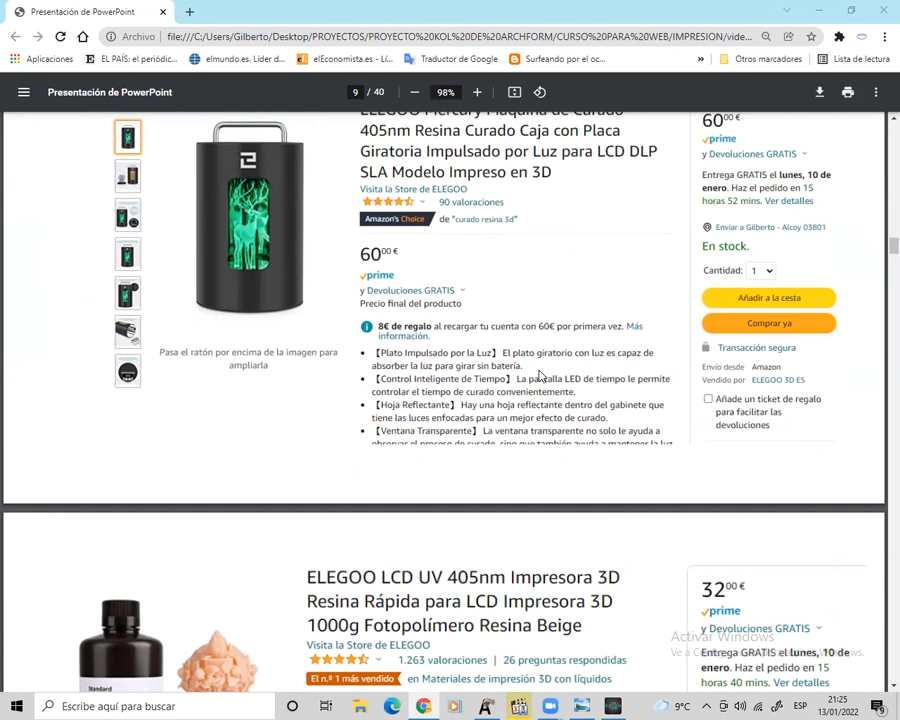 Presentación de PowerPoint
Archivo
file:///C:/Users/Gilberto/Desktop/PROYECTOS/PROYECTO%20KOL%20DE%20ARCHFORM/CURSO%20PARA%20WEB/IMPRESION/vide...
Aplicaciones
EL PAÍS: el periódic...
elmundo.es. Líder d...
elEconomista.es - Lí...
Traductor de Google
Surfeando por el oc...
»
Otros marcadores
Lista de lectura
Presentación de PowerPoint
9 / 40
98%
ELEGOO Mercury Máquina de Curado
405nm Resina Curado Caja con Placa
Giratoria Impulsado por Luz para LCD DLP
SLA Modelo Impreso en 3D
Visita la Store de ELEGOO
90 valoraciones
Amazon's Choice de "curado resina 3d"
60,00 €
prime
y Devoluciones GRATIS
Precio final del producto
8€ de regalo al recargar tu cuenta con 60€ por primera vez. Más
información.
【Plato Impulsado por la Luz】 El plato giratorio con luz es capaz de
absorber la luz para girar sin batería.
【Control Inteligente de Tiempo】 La pantalla LED de tiempo le permite
controlar el tiempo de curado convenientemente.
【Hoja Reflectante】 Hay una hoja reflectante dentro del gabinete que
tiene las luces enfocadas para un mejor efecto de curado.
【Ventana Transparente】 La ventana transparente no solo le ayuda a
observar el proceso de curado, sino que también ayuda a mantener la luz
Pasa el ratón por encima de la imagen para
ampliarla
60,00 €
prime
y Devoluciones GRATIS
Entrega GRATIS el lunes, 10 de
enero. Haz el pedido en 15
horas 52 mins. Ver detalles
Enviar a Gilberto - Alcoy 03801
En stock.
Cantidad: 1
Añadir a la cesta
Comprar ya
Transacción segura
Envío desde Amazon
Vendido por ELEGOO 3D ES
Añade un ticket de regalo
para facilitar las
devoluciones
ELEGOO LCD UV 405nm Impresora 3D
Resina Rápida para LCD Impresora 3D
1000g Fotopolímero Resina Beige
Visita la Store de ELEGOO
1.263 valoraciones | 26 preguntas respondidas
El n.º 1 más vendido en Materiales de impresión 3D con líquidos
Standard
32,00 €
prime
y Devoluciones GRATIS
Entrega GRATIS el lunes, 10 de
enero. Haz el pedido en 15
horas 40 mins. Ver detalles
Activar Windows
Escribe aquí para buscar
9°C
ESP
21:25
13/01/2022
9